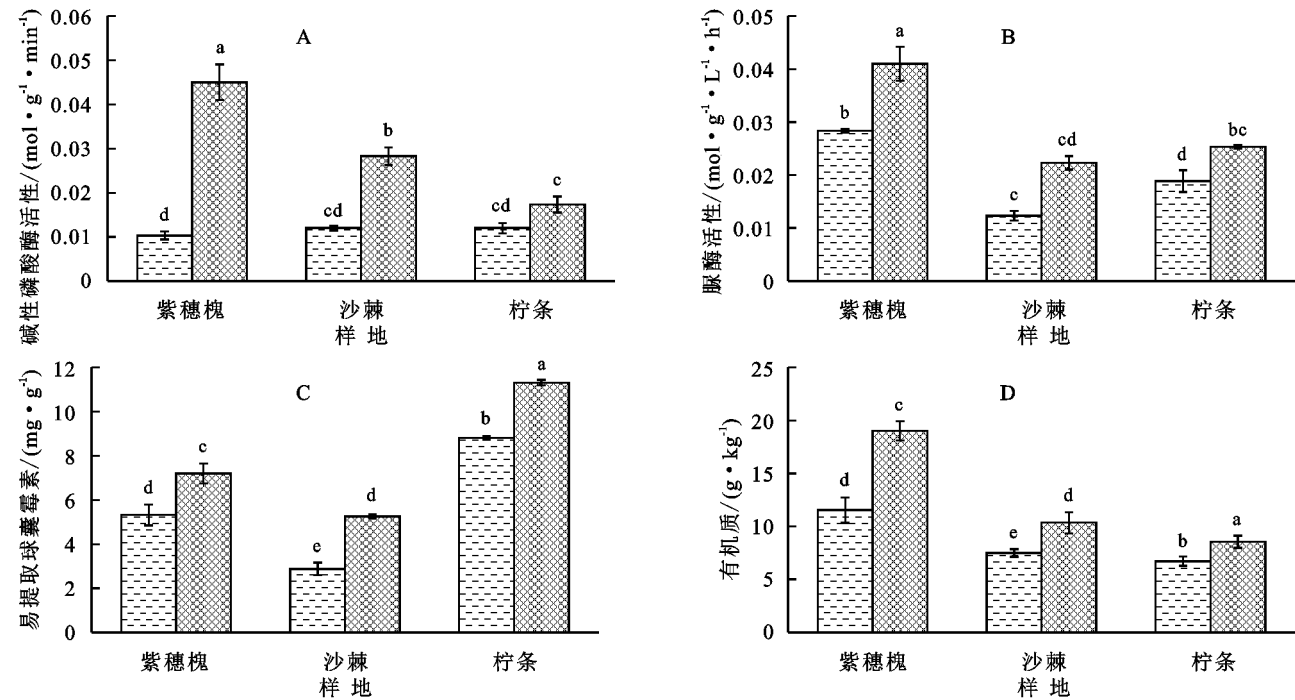 碱性磷酸酶活性/(mol·g⁻¹·min⁻¹)
0.06
0.05
0.04
0.03
0.02
0.01
0
A
a
b
c
d
cd
cd
紫穗槐 沙棘 柠条
样 地
脲酶活性/(mol·g⁻¹·L⁻¹·h⁻¹)
0.05
0.04
0.03
0.02
0.01
0
B
a
b
cd
bc
c
d
紫穗槐 沙棘 柠条
样 地
易提取球囊霉素/(mg·g⁻¹)
12
10
8
6
4
2
0
C
a
b
c
d
d
e
紫穗槐 沙棘 柠条
样 地
有机质/(g·kg⁻¹)
25
20
15
10
5
0
D
c
d
d
e
b
a
紫穗槐 沙棘 柠条
样 地